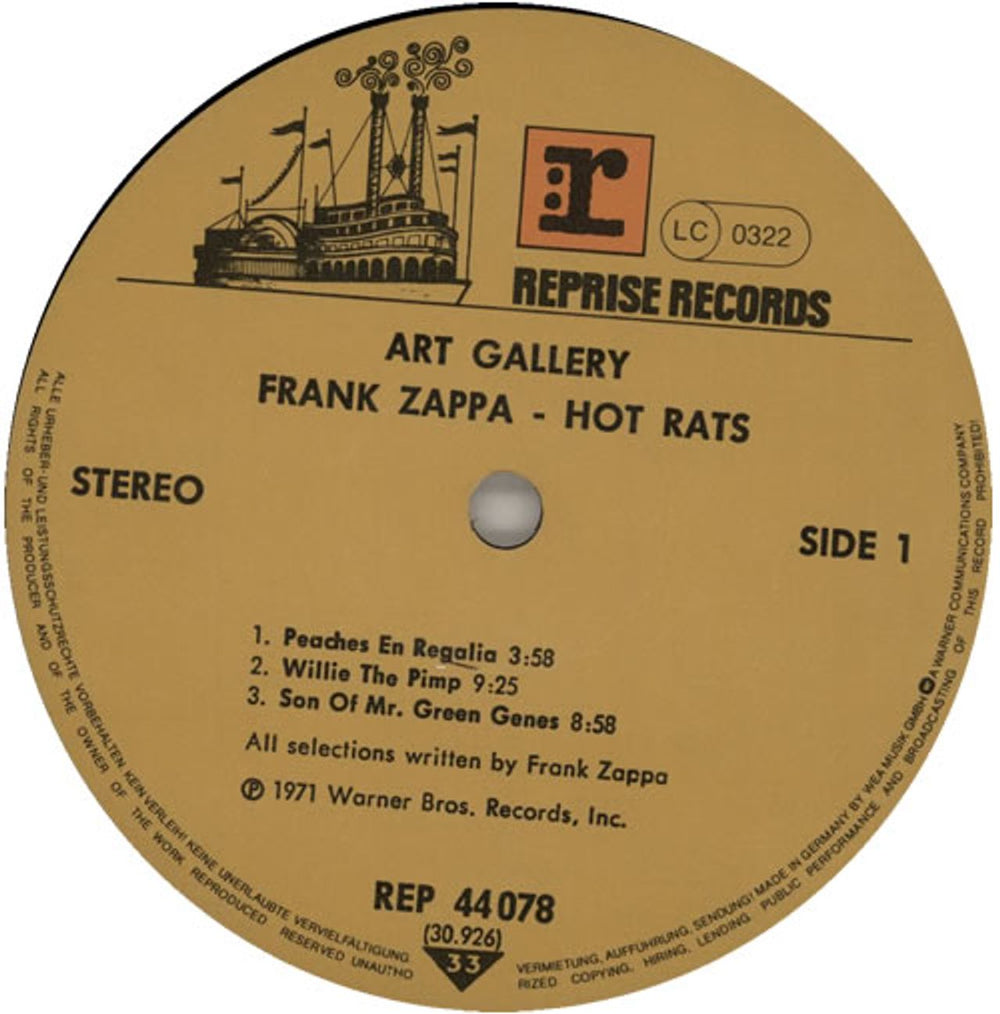 r
LC 0322
REPRISE RECORDS
ART GALLERY
FRANK ZAPPA - HOT RATS
STEREO
SIDE 1
1. Peaches En Regalia 3:58
2. Willie The Pimp 9:25
3. Son Of Mr. Green Genes 8:58
All selections written by Frank Zappa
Ⓟ 1971 Warner Bros. Records, Inc.
REP 44 078
(30.926)
33
ALLE URHEBER- UND LEISTUNGSSCHUTZRECHTE VORBEHALTEN. KEIN VERLEIH! KEINE UNERLAUBTE VERVIELFÄLTIGUNG, VERMIETUNG, AUFFÜHRUNG, SENDUNG! MADE IN GERMANY BY WEA MUSIK GMBH A WARNER COMMUNICATIONS COMPANY
ALL RIGHTS OF THE PRODUCER AND OF THE OWNER OF THE WORK REPRODUCED RESERVED UNAUTHORIZED COPYING, HIRING, LENDING PUBLIC PERFORMANCE AND BROADCASTING OF THIS RECORD PROHIBITED!